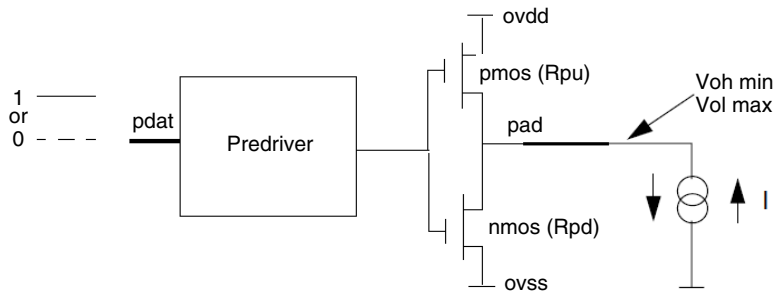 ovdd
pmos (Rpu)
Voh min
Vol max
1
or
0
pdat
Predriver
pad
I
nmos (Rpd)
ovss